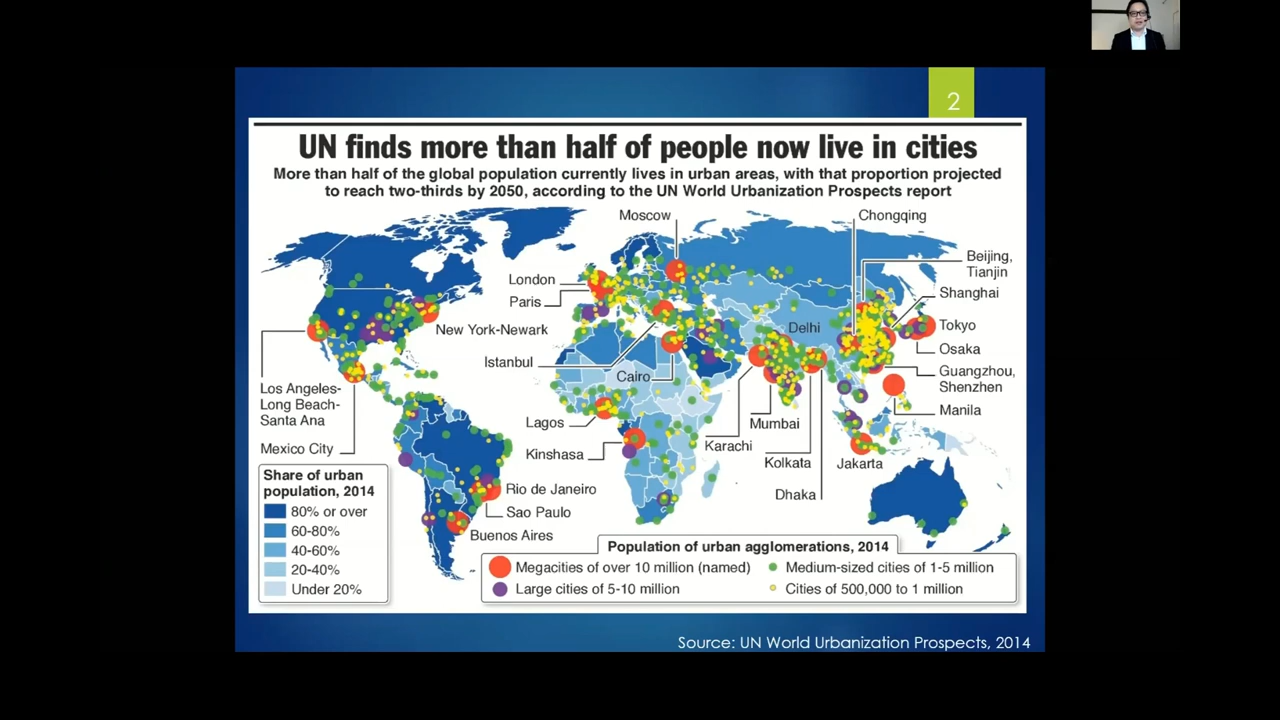 2
UN finds more than half of people now live in cities
More than half of the global population currently lives in urban areas, with that proportion projected
to reach two-thirds by 2050, according to the UN World Urbanization Prospects report
Moscow
Chongqing
Beijing,
Tianjin
London
Shanghai
Paris
New York-Newark
Delhi
Tokyo
Osaka
Istanbul
Cairo
Guangzhou,
Shenzhen
Los Angeles-
Long Beach-
Santa Ana
Manila
Lagos
Mumbai
Karachi
Mexico City
Kinshasa
Kolkata
Jakarta
Dhaka
Rio de Janeiro
Sao Paulo
Buenos Aires
Share of urban
population, 2014
80% or over
60-80%
40-60%
20-40%
Under 20%
Population of urban agglomerations, 2014
Megacities of over 10 million (named)
Medium-sized cities of 1-5 million
Large cities of 5-10 million
Cities of 500,000 to 1 million
Source: UN World Urbanization Prospects, 2014